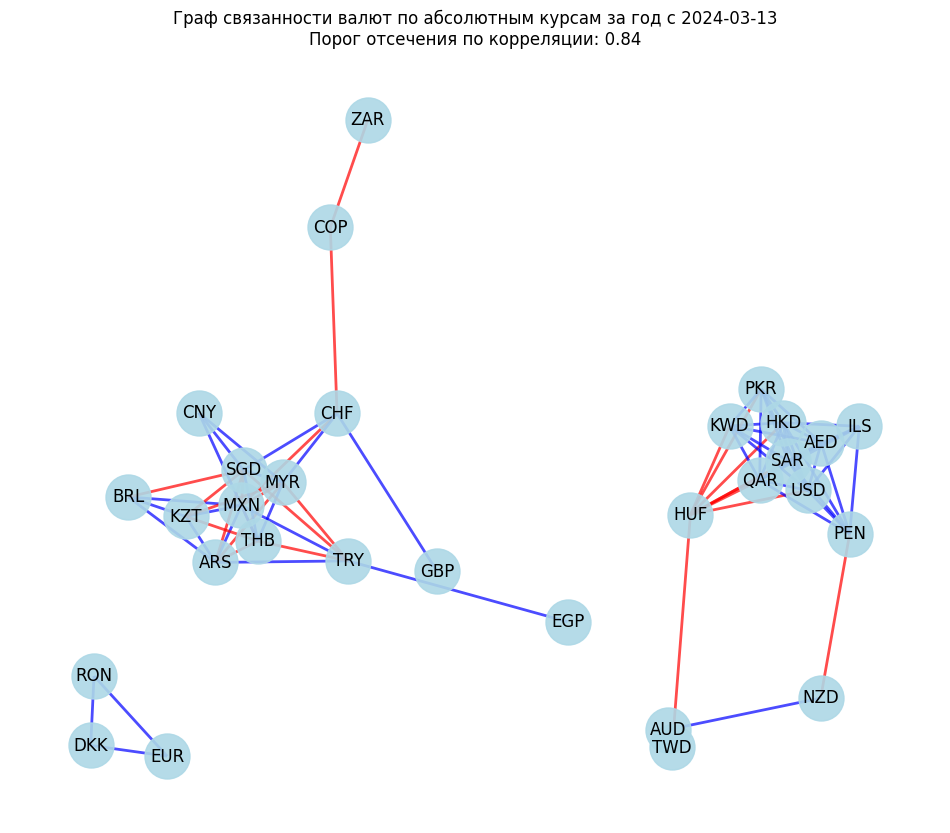 Граф связанности валют по абсолютным курсам за год с 2024-03-13
Порог отсечения по корреляции: 0.84
ZAR
COP
PKR
CNY
CHF
HKD
KWD
ILS
AED
SAR
SGD
MYR
QAR
USD
BRL
MXN
KZT
HUF
PEN
THB
ARS
TRY
GBP
EGP
RON
NZD
AUD
TWD
DKK
EUR